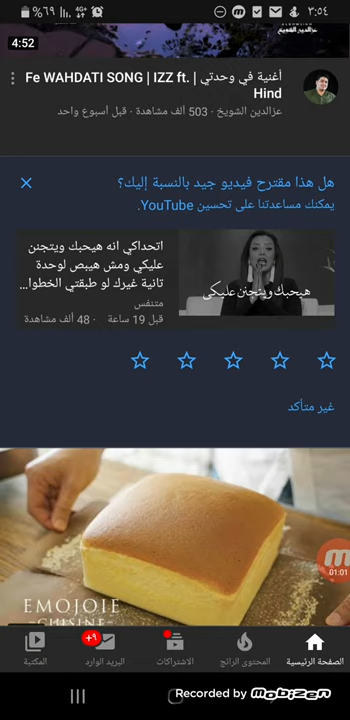 %٦٩ 4G+ ٣:٥٤
عزالدين الشويخ
4:52
أغنية في وحدتي | Fe WAHDATI SONG | IZZ ft. Hind
عزالدين الشويخ · 503 ألف مشاهدة · قبل أسبوع واحد
هل هذا مقترح فيديو جيد بالنسبة إليك؟
يمكنك مساعدتنا على تحسين YouTube.
اتحداكي انه هيحبك ويتجنن
عليكي ومش هيبص لوحدة
تانية غيرك لو طبقتي الخطوا...
متنفس
قبل 19 ساعة · 48 ألف مشاهدة
هيحبك ويتجنن عليكي
غير متأكد
EMOJOIE
CUISINE
01:01
الصفحة الرئيسية
المحتوى الرائج
الاشتراكات
البريد الوارد
+٩
المكتبة
Recorded by mobizen